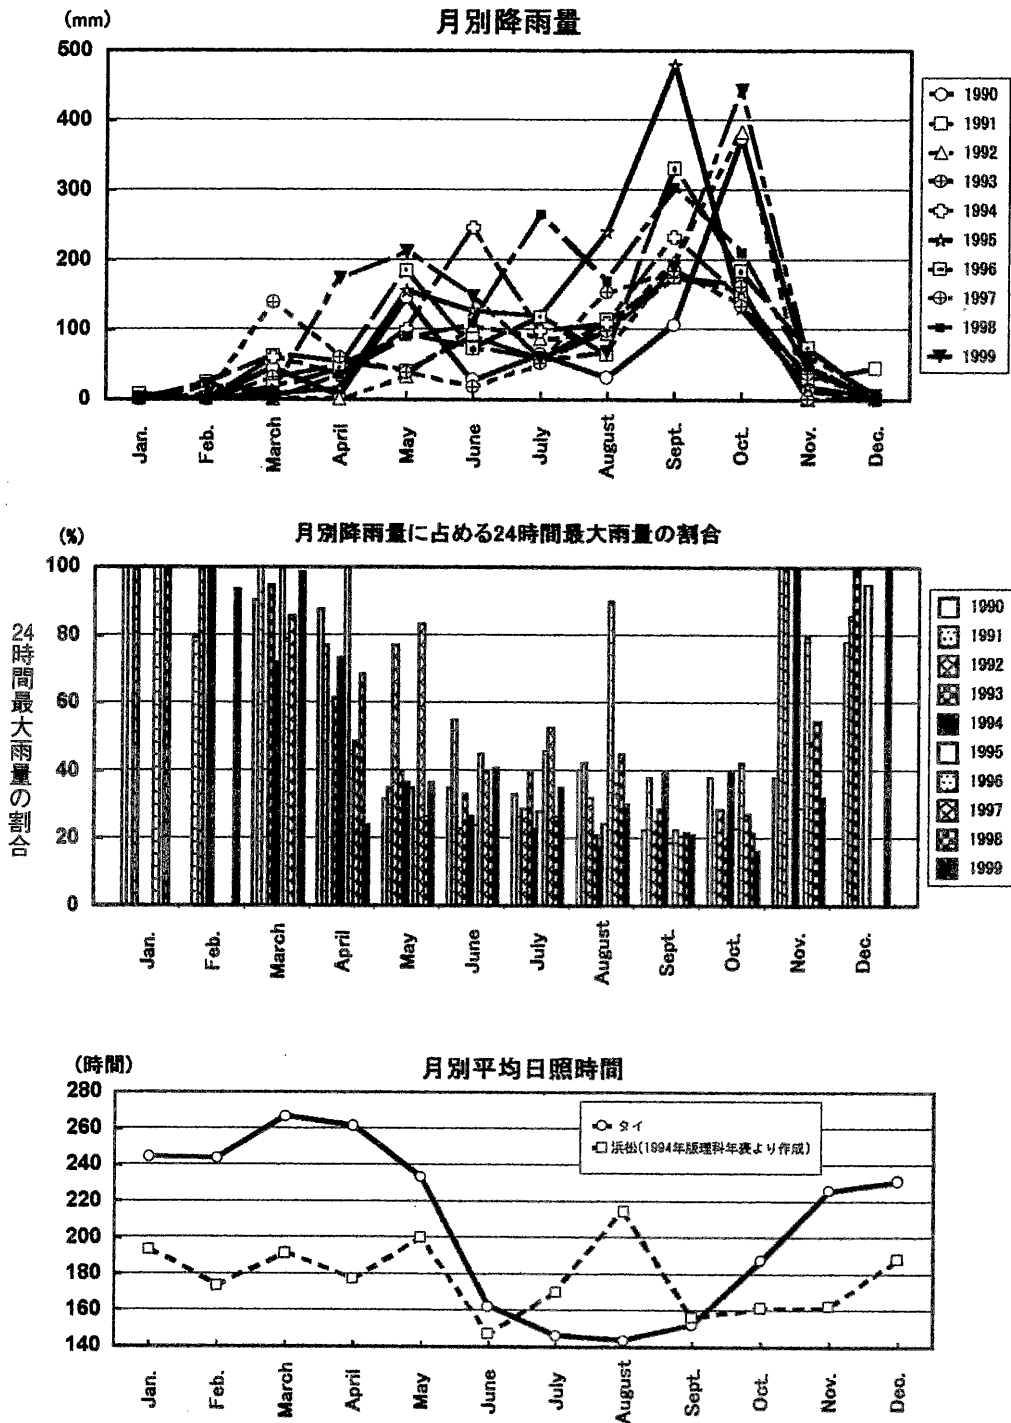 (mm)
月別降雨量
500
400
300
200
100
0
Jan.
Feb.
March
April
May
June
July
August
Sept.
Oct.
Nov.
Dec.
1990
1991
1992
1993
1994
1995
1996
1997
1998
1999
(%)
月別降雨量に占める24時間最大雨量の割合
24時間最大雨量の割合
100
80
60
40
20
0
Jan.
Feb.
March
April
May
June
July
August
Sept.
Oct.
Nov.
Dec.
1990
1991
1992
1993
1994
1995
1996
1997
1998
1999
(時間)
月別平均日照時間
280
260
240
220
200
180
160
140
タイ
浜松(1994年版理科年表より作成)
Jan.
Feb.
March
April
May
June
July
August
Sept.
Oct.
Nov.
Dec.